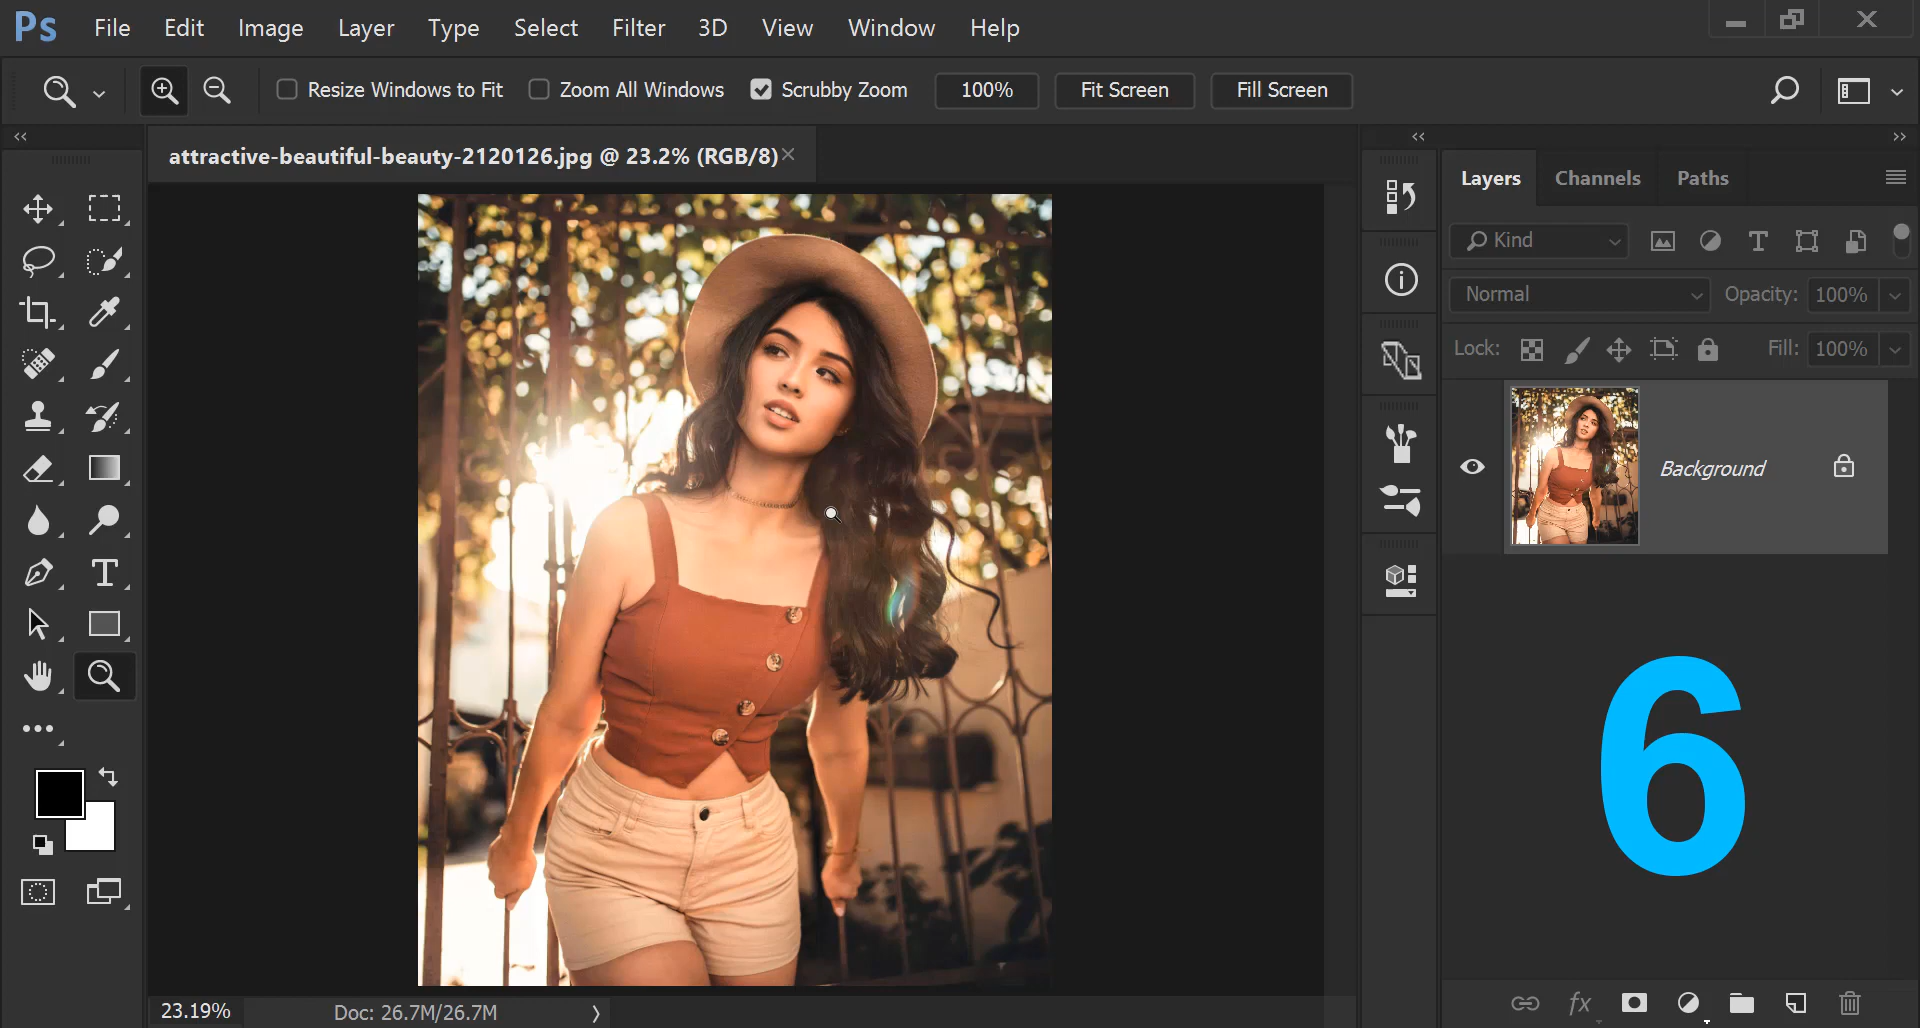 Ps File Edit Image Layer Type Select Filter 3D View Window Help
Resize Windows to Fit Zoom All Windows Scrubby Zoom 100% Fit Screen Fill Screen
attractive-beautiful-beauty-2120126.jpg @ 23.2% (RGB/8)
Layers Channels Paths
Kind
Normal Opacity: 100%
Lock: Fill: 100%
Background
6
fx
23.19% Doc: 26.7M/26.7M